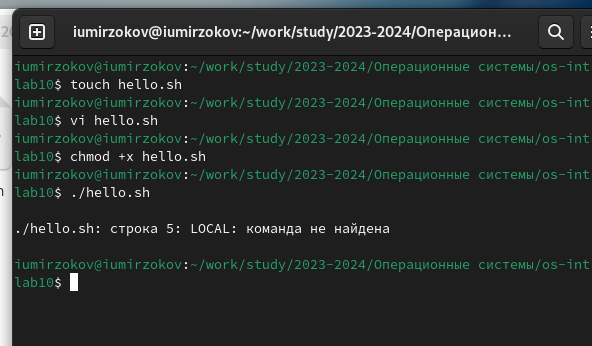 iumirzokov@iumirzokov:~/work/study/2023-2024/Операцион…
iumirzokov@iumirzokov:~/work/study/2023-2024/Операционные системы/os-int
lab10$ touch hello.sh
iumirzokov@iumirzokov:~/work/study/2023-2024/Операционные системы/os-int
lab10$ vi hello.sh
iumirzokov@iumirzokov:~/work/study/2023-2024/Операционные системы/os-int
lab10$ chmod +x hello.sh
iumirzokov@iumirzokov:~/work/study/2023-2024/Операционные системы/os-int
lab10$ ./hello.sh
./hello.sh: строка 5: LOCAL: команда не найдена
iumirzokov@iumirzokov:~/work/study/2023-2024/Операционные системы/os-int
lab10$